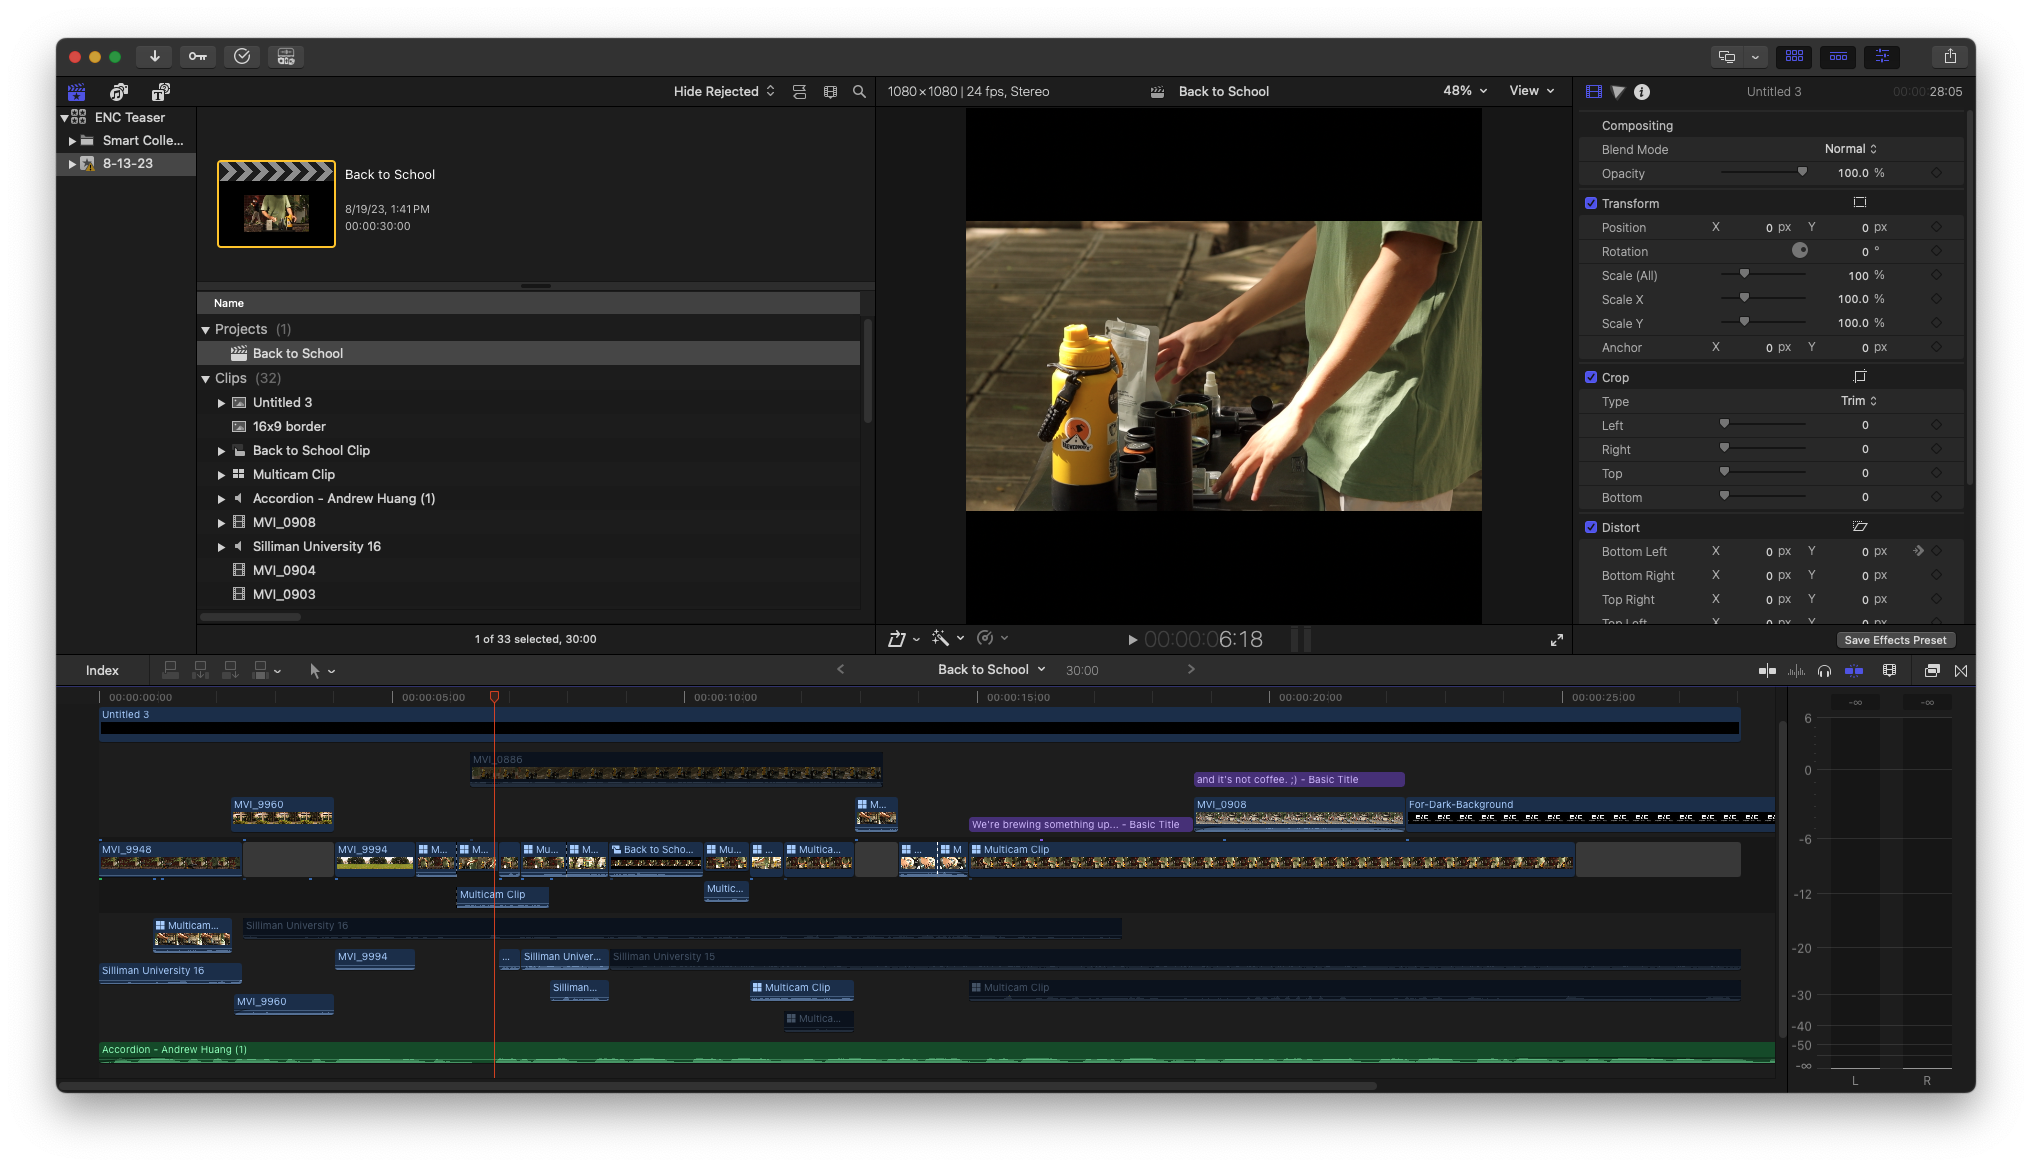 Hide Rejected
1080×1080 | 24 fps, Stereo
Back to School
48%
View
Untitled 3
00:00:28:05
ENC Teaser
Smart Colle...
8-13-23
Back to School
8/19/23, 1:41 PM
00:00:30:00
Name
Projects (1)
Back to School
Clips (32)
Untitled 3
16x9 border
Back to School Clip
Multicam Clip
Accordion - Andrew Huang (1)
MVI_0908
Silliman University 16
MVI_0904
MVI_0903
1 of 33 selected, 30:00
00:00:06:18
Compositing
Blend Mode Normal
Opacity 100.0 %
Transform
Position X 0 px Y 0 px
Rotation 0 °
Scale (All) 100 %
Scale X 100.0 %
Scale Y 100.0 %
Anchor X 0 px Y 0 px
Crop
Type Trim
Left 0
Right 0
Top 0
Bottom 0
Distort
Bottom Left X 0 px Y 0 px
Bottom Right X 0 px Y 0 px
Top Right X 0 px Y 0 px
Top Left X 0 px Y 0 px
Save Effects Preset
Index
Back to School
30:00
00:00:00:00 00:00:05:00 00:00:10:00 00:00:15:00 00:00:20:00 00:00:25:00
Untitled 3
MVI_0886
and it's not coffee. ;) - Basic Title
MVI_9960
M...
MVI_0908
For-Dark-Background
We're brewing something up... - Basic Title
MVI_9948
MVI_9994
M...
M...
Mu...
M...
Back to Scho...
Mu...
...
Multica...
...
M
Multicam Clip
Multicam Clip
Multic...
Multicam...
Silliman University 16
MVI_9994
...
Silliman Univer...
Silliman University 15
Silliman University 16
Silliman...
Multicam Clip
Multicam Clip
MVI_9960
Multica...
Accordion - Andrew Huang (1)
-∞ -∞
6
0
-6
-12
-20
-30
-40
-50
-∞
L R